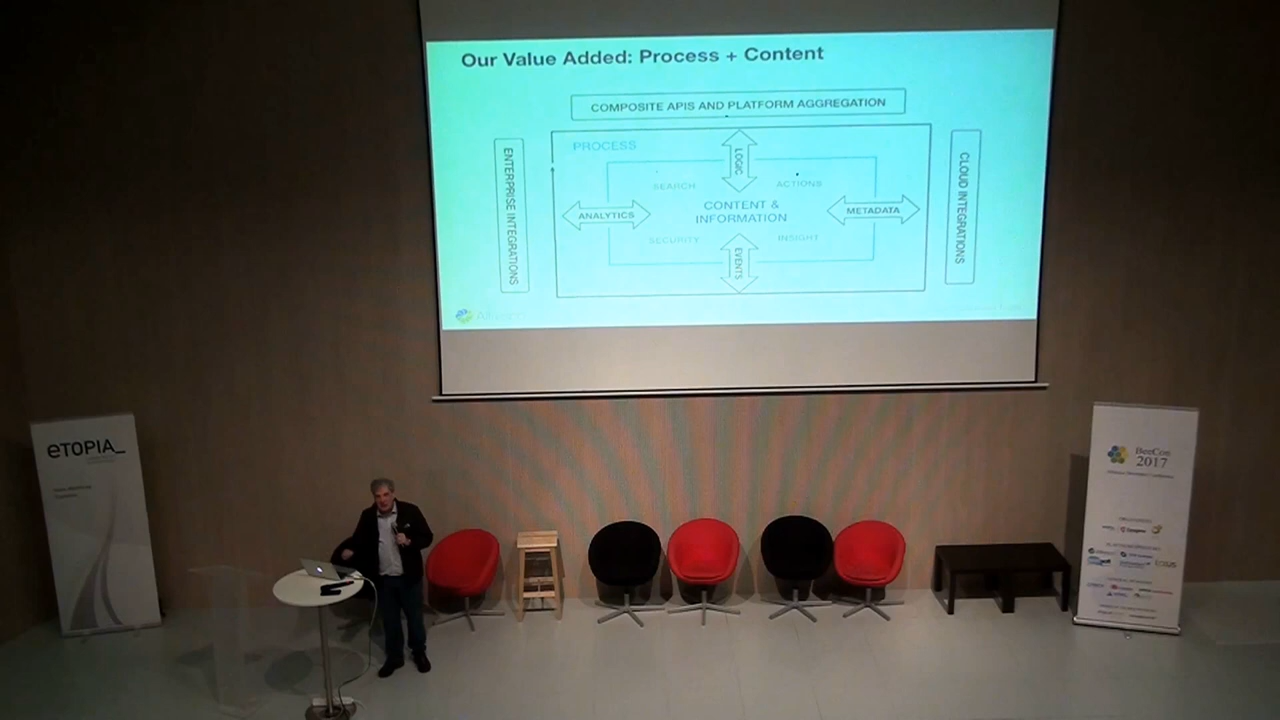 Our Value Added: Process + Content
COMPOSITE APIS AND PLATFORM AGGREGATION
PROCESS
LOGIC
SEARCH
ACTIONS
ENTERPRISE INTEGRATIONS
ANALYTICS
CONTENT &
INFORMATION
METADATA
CLOUD INTEGRATIONS
SECURITY
INSIGHT
EVENTS
eTOPIA_
BeeCon
2017